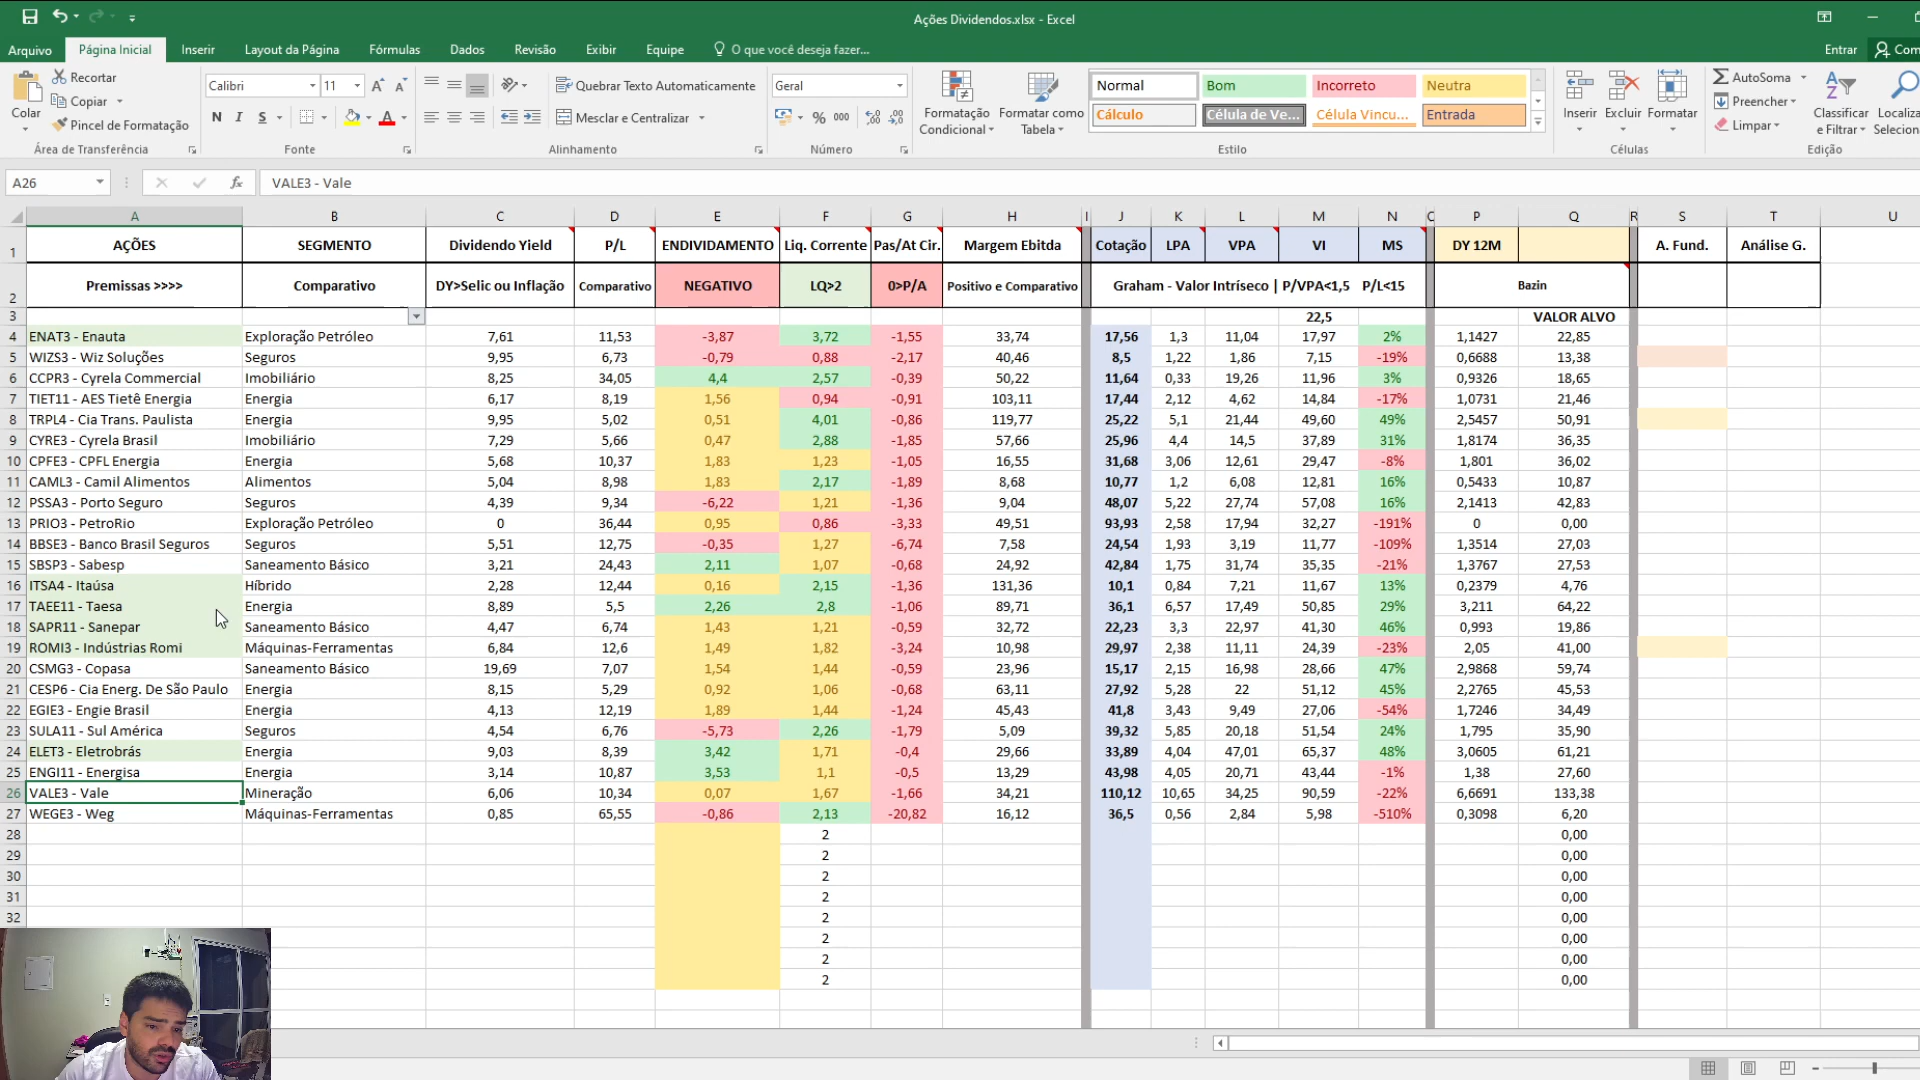 Ações Dividendos.xlsx - Excel
Arquivo Página Inicial Inserir Layout da Página Fórmulas Dados Revisão Exibir Equipe O que você deseja fazer... Entrar Com
Colar Recortar Copiar Pincel de Formatação
Calibri 11
N I S
Quebrar Texto Automaticamente
Mesclar e Centralizar
Geral
% 000
Formatação Condicional
Formatar como Tabela
Normal Bom Incorreto Neutra
Cálculo Célula de Ve... Célula Vincu... Entrada
Inserir Excluir Formatar
AutoSoma
Preencher
Limpar
Classificar e Filtrar
Localiza
Selecion
Área de Transferência Fonte Alinhamento Número Estilo Células Edição
A26 fx VALE3 - Vale
A B C D E F G H I J K L M N O P Q R S T U
1 AÇÕES SEGMENTO Dividendo Yield P/L ENDIVIDAMENTO Liq. Corrente Pas/At Cir. Margem Ebitda Cotação LPA VPA VI MS DY 12M A. Fund. Análise G.
2 Premissas >>>> Comparativo DY>Selic ou Inflação Comparativo NEGATIVO LQ>2 0>P/A Positivo e Comparativo Graham - Valor Intríseco | P/VPA<1,5 P/L<15 Bazin
3 22,5 VALOR ALVO
4 ENAT3 - Enauta Exploração Petróleo 7,61 11,53 -3,87 3,72 -1,55 33,74 17,56 1,3 11,04 17,97 2% 1,1427 22,85
5 WIZS3 - Wiz Soluções Seguros 9,95 6,73 -0,79 0,88 -2,17 40,46 8,5 1,22 1,86 7,15 -19% 0,6688 13,38
6 CCPR3 - Cyrela Commercial Imobiliário 8,25 34,05 4,4 2,57 -0,39 50,22 11,64 0,33 19,26 11,96 3% 0,9326 18,65
7 TIET11 - AES Tietê Energia Energia 6,17 8,19 1,56 0,94 -0,91 103,11 17,44 2,12 4,62 14,84 -17% 1,0731 21,46
8 TRPL4 - Cia Trans. Paulista Energia 9,95 5,02 0,51 4,01 -0,86 119,77 25,22 5,1 21,44 49,60 49% 2,5457 50,91
9 CYRE3 - Cyrela Brasil Imobiliário 7,29 5,66 0,47 2,88 -1,85 57,66 25,96 4,4 14,5 37,89 31% 1,8174 36,35
10 CPFE3 - CPFL Energia Energia 5,68 10,37 1,83 1,23 -1,05 16,55 31,68 3,06 12,61 29,47 -8% 1,801 36,02
11 CAML3 - Camil Alimentos Alimentos 5,04 8,98 1,83 2,17 -1,89 8,68 10,77 1,2 6,08 12,81 16% 0,5433 10,87
12 PSSA3 - Porto Seguro Seguros 4,39 9,34 -6,22 1,21 -1,36 9,04 48,07 5,22 27,74 57,08 16% 2,1413 42,83
13 PRIO3 - PetroRio Exploração Petróleo 0 36,44 0,95 0,86 -3,33 49,51 93,93 2,58 17,94 32,27 -191% 0 0,00
14 BBSE3 - Banco Brasil Seguros Seguros 5,51 12,75 -0,35 1,27 -6,74 7,58 24,54 1,93 3,19 11,77 -109% 1,3514 27,03
15 SBSP3 - Sabesp Saneamento Básico 3,21 24,43 2,11 1,07 -0,68 24,92 42,84 1,75 31,74 35,35 -21% 1,3767 27,53
16 ITSA4 - Itaúsa Híbrido 2,28 12,44 0,16 2,15 -1,36 131,36 10,1 0,84 7,21 11,67 13% 0,2379 4,76
17 TAEE11 - Taesa Energia 8,89 5,5 2,26 2,8 -1,06 89,71 36,1 6,57 17,49 50,85 29% 3,211 64,22
18 SAPR11 - Sanepar Saneamento Básico 4,47 6,74 1,43 1,21 -0,59 32,72 22,23 3,3 22,97 41,30 46% 0,993 19,86
19 ROMI3 - Indústrias Romi Máquinas-Ferramentas 6,84 12,6 1,49 1,82 -3,24 10,98 29,97 2,38 11,11 24,39 -23% 2,05 41,00
20 CSMG3 - Copasa Saneamento Básico 19,69 7,07 1,54 1,44 -0,59 23,96 15,17 2,15 16,98 28,66 47% 2,9868 59,74
21 CESP6 - Cia Energ. De São Paulo Energia 8,15 5,29 0,92 1,06 -0,68 63,11 27,92 5,28 22 51,12 45% 2,2765 45,53
22 EGIE3 - Engie Brasil Energia 4,13 12,19 1,89 1,44 -1,24 45,43 41,8 3,43 9,49 27,06 -54% 1,7246 34,49
23 SULA11 - Sul América Seguros 4,54 6,76 -5,73 2,26 -1,79 5,09 39,32 5,85 20,18 51,54 24% 1,795 35,90
24 ELET3 - Eletrobrás Energia 9,03 8,39 3,42 1,71 -0,4 29,66 33,89 4,04 47,01 65,37 48% 3,0605 61,21
25 ENGI11 - Energisa Energia 3,14 10,87 3,53 1,1 -0,5 13,29 43,98 4,05 20,71 43,44 -1% 1,38 27,60
26 VALE3 - Vale Mineração 6,06 10,34 0,07 1,67 -1,66 34,21 110,12 10,65 34,25 90,59 -22% 6,6691 133,38
27 WEGE3 - Weg Máquinas-Ferramentas 0,85 65,55 -0,86 2,13 -20,82 16,12 36,5 0,56 2,84 5,98 -510% 0,3098 6,20
28 2 0,00
29 2 0,00
30 2 0,00
31 2 0,00
32 2 0,00
2 0,00
2 0,00
2 0,00